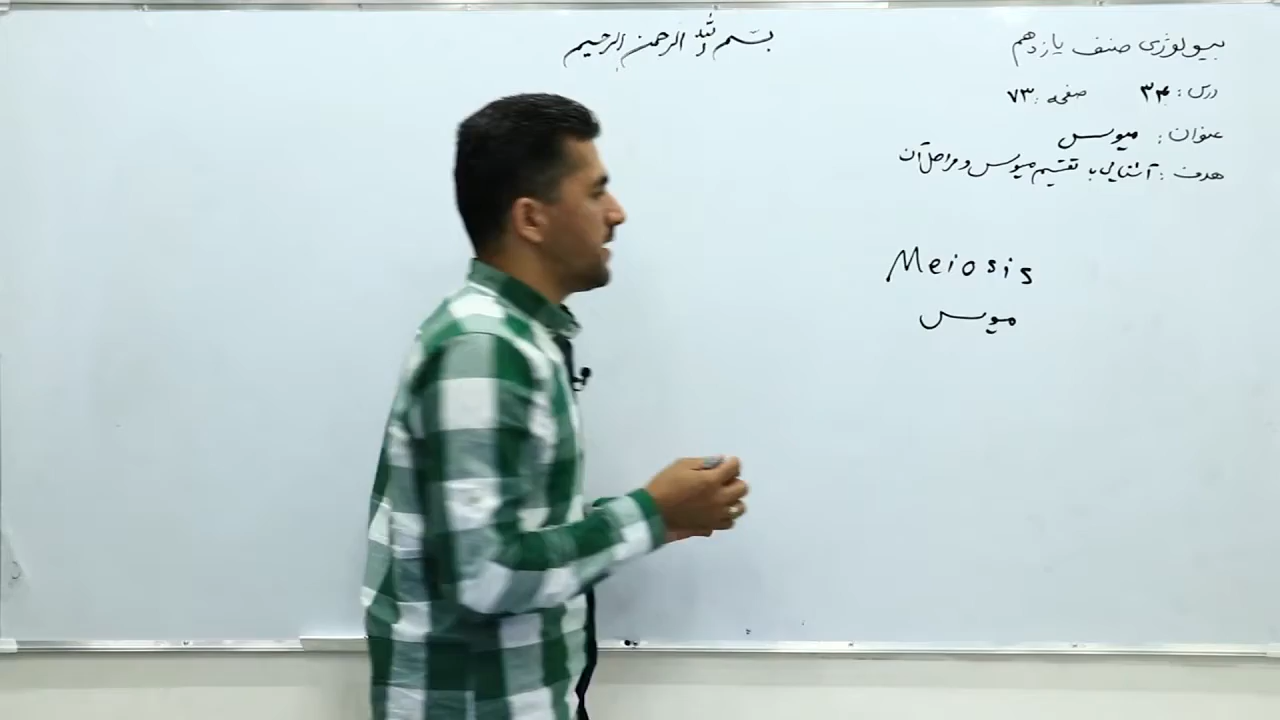 بسم الله الرحمن الرحیم
بیولوژی صنف یازدهم
درس: ۳۴ صفحه: ۷۳
عنوان: میوسس
هدف: آشنایی با تقسیم میوسس و مراحل آن
Meiosis
میوسس